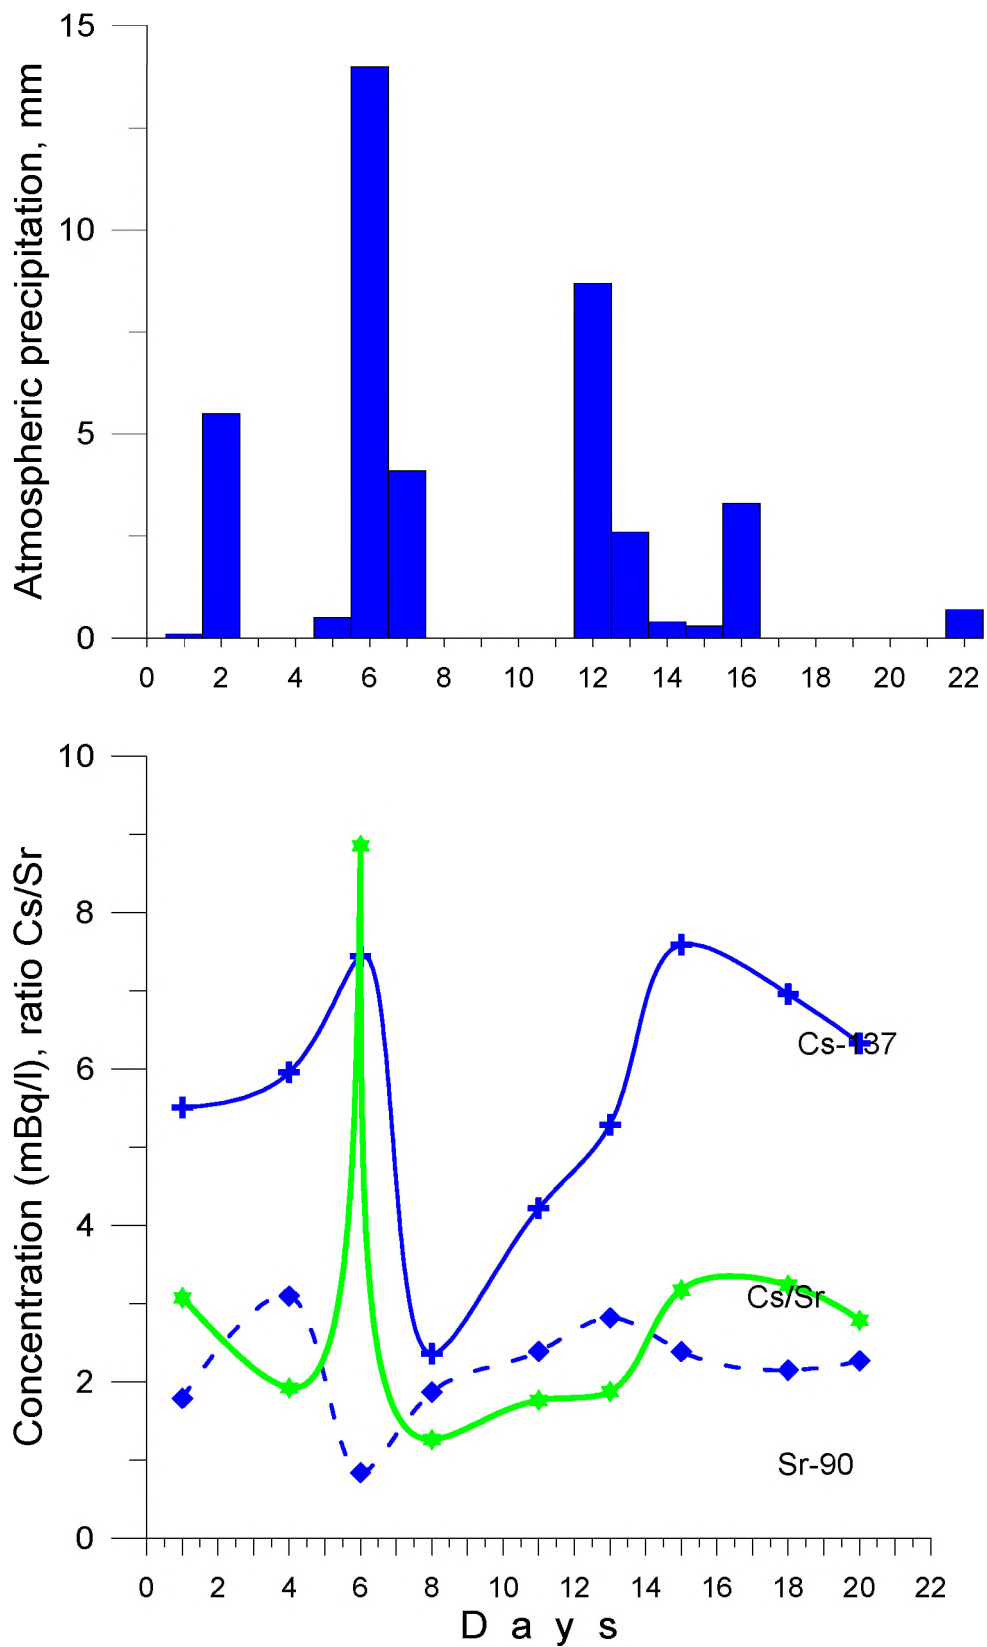 Atmospheric precipitation, mm
15
10
5
0
0 2 4 6 8 10 12 14 16 18 20 22
Concentration (mBq/l), ratio Cs/Sr
10
8
6
4
2
0
Cs-137
Cs/Sr
Sr-90
0 2 4 6 8 10 12 14 16 18 20 22
D a y s